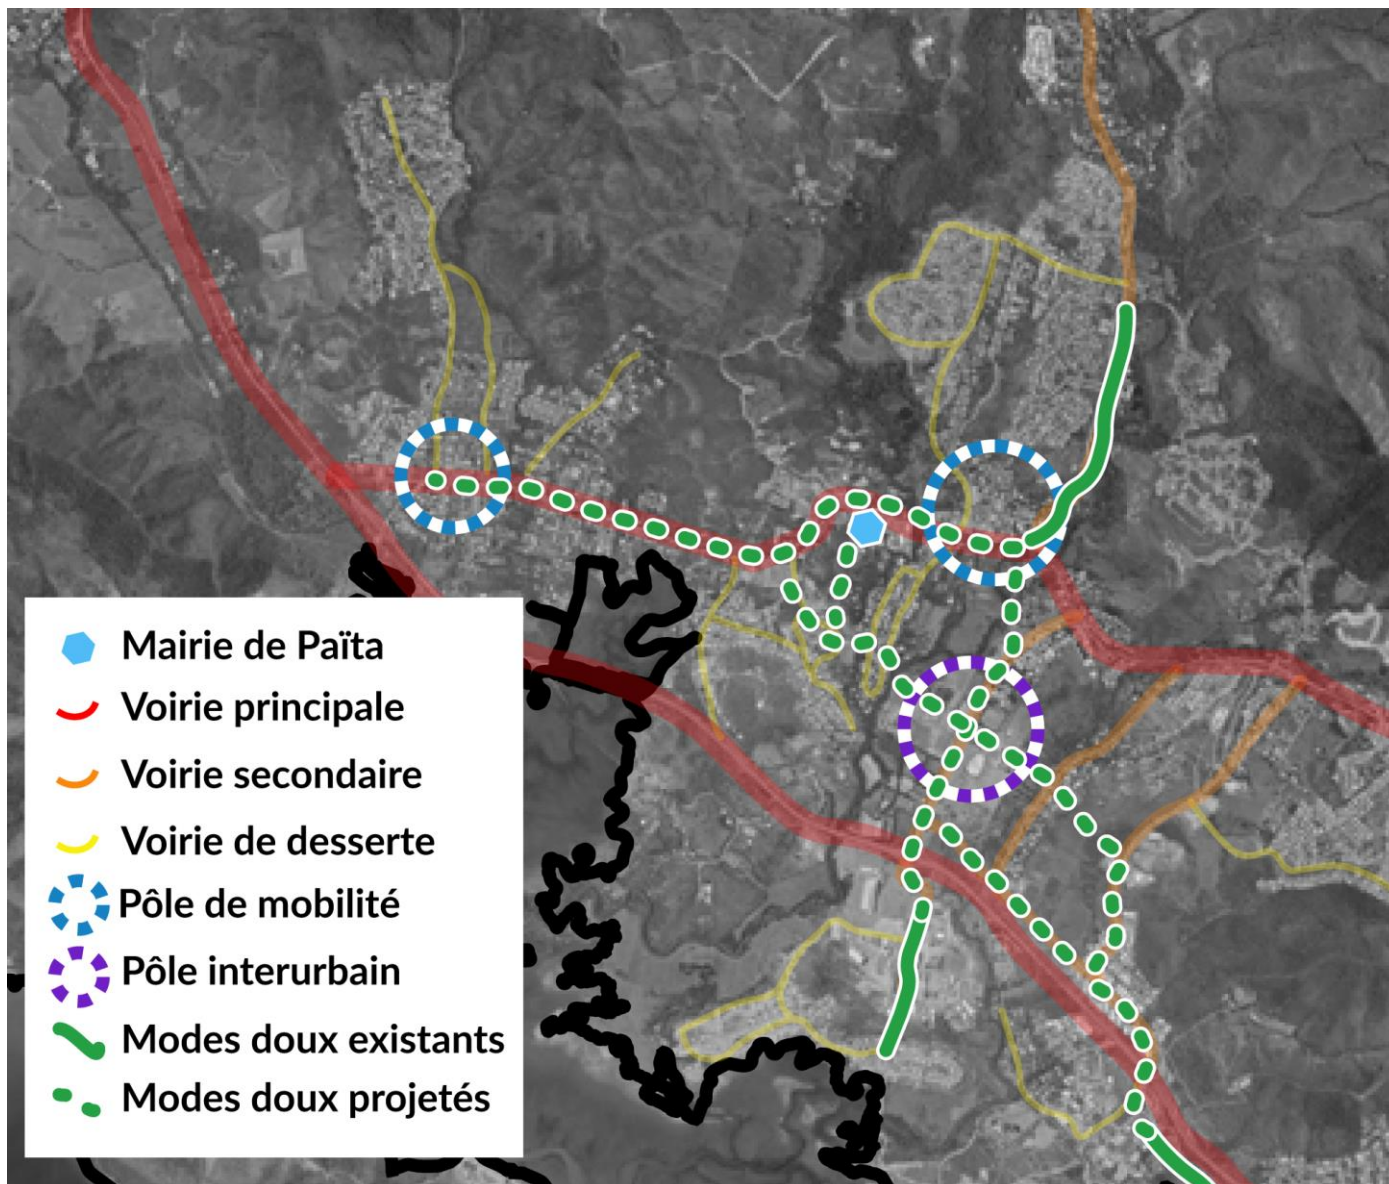 Mairie de Païta
Voirie principale
Voirie secondaire
Voirie de desserte
Pôle de mobilité
Pôle interurbain
Modes doux existants
Modes doux projetés